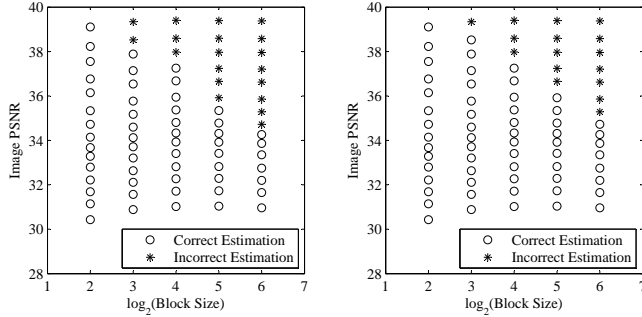 40
38
36
34
32
30
28
Image PSNR
Correct Estimation
Incorrect Estimation
1 2 3 4 5 6 7
log2(Block Size)
40
38
36
34
32
30
28
Image PSNR
Correct Estimation
Incorrect Estimation
1 2 3 4 5 6 7
log2(Block Size)